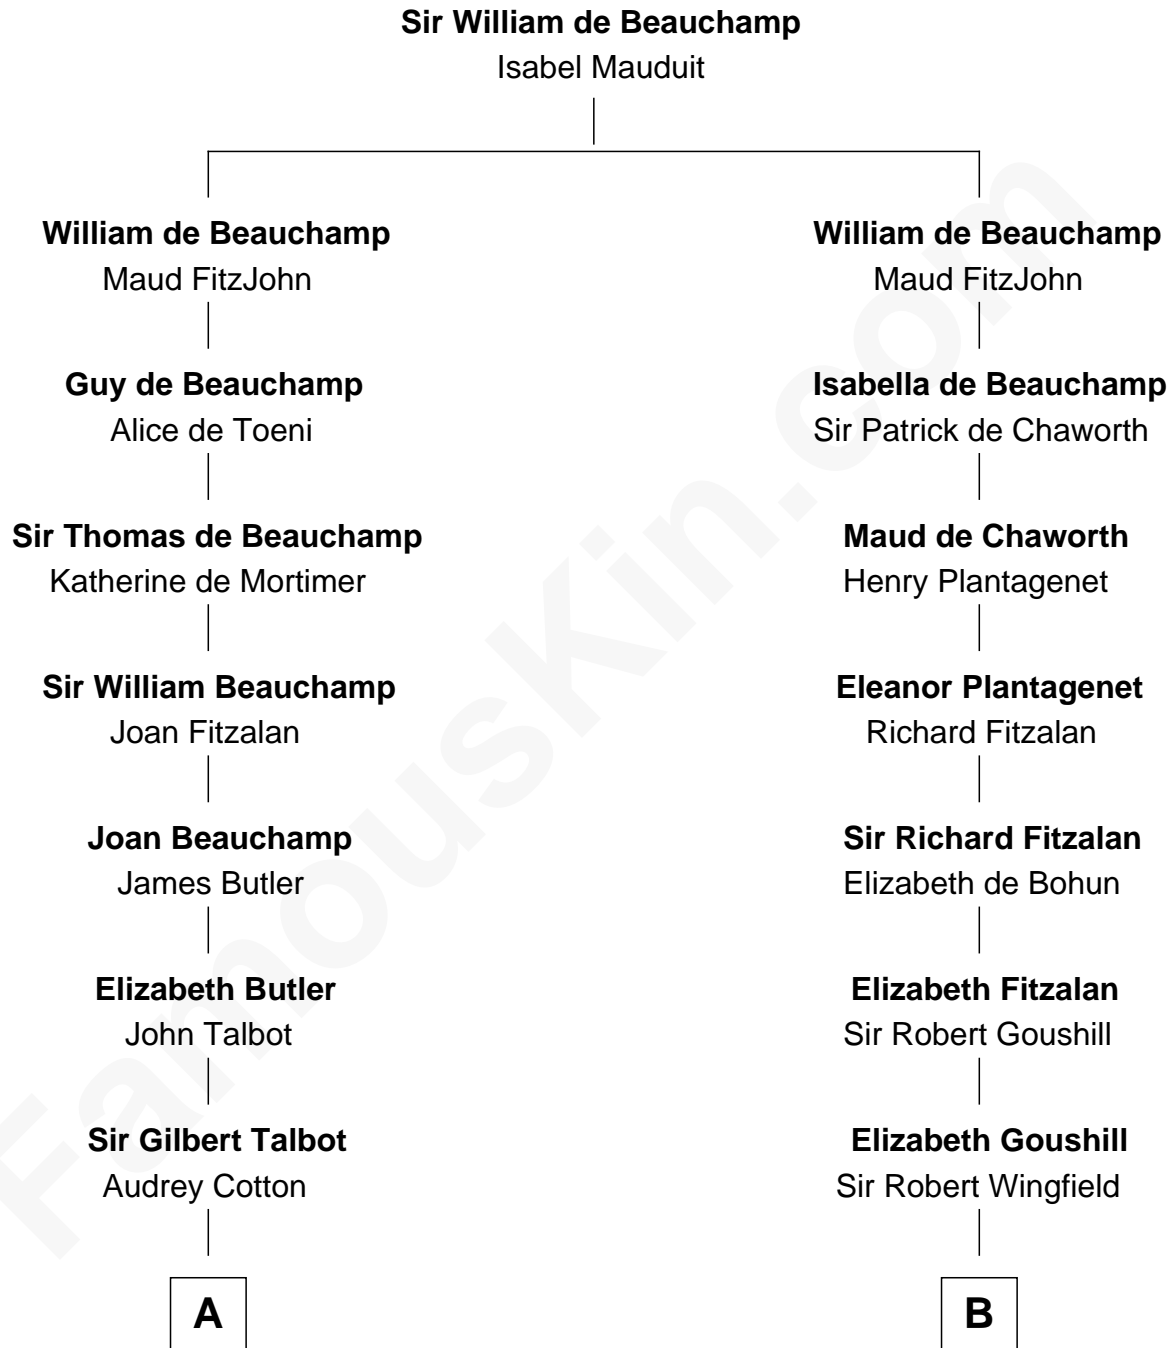 Sir William de Beauchamp
Isabel Mauduit
William de Beauchamp
Maud FitzJohn
William de Beauchamp
Maud FitzJohn
Guy de Beauchamp
Alice de Toeni
Isabella de Beauchamp
Sir Patrick de Chaworth
Sir Thomas de Beauchamp
Katherine de Mortimer
Maud de Chaworth
Henry Plantagenet
Sir William Beauchamp
Joan Fitzalan
Eleanor Plantagenet
Richard Fitzalan
Joan Beauchamp
James Butler
Sir Richard Fitzalan
Elizabeth de Bohun
Elizabeth Butler
John Talbot
Elizabeth Fitzalan
Sir Robert Goushill
Sir Gilbert Talbot
Audrey Cotton
Elizabeth Goushill
Sir Robert Wingfield
A
B
FamousKin.com